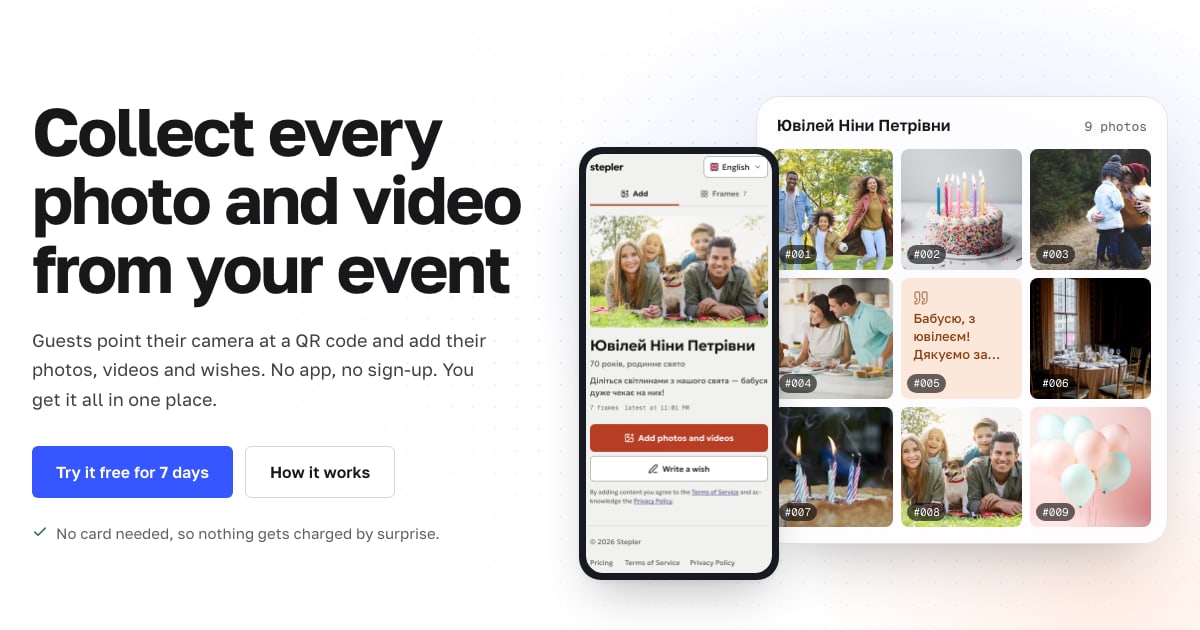 Collect every
photo and video
from your event
Guests point their camera at a QR code and add their
photos, videos and wishes. No app, no sign-up. You
get it all in one place.
Try it free for 7 days
How it works
No card needed, so nothing gets charged by surprise.
stepler
English
Add
Frames 7
Ювілей Ніни Петрівни
70 років, родинне свято
Діліться світлинами з нашого свята — бабуся
дуже чекає на них!
7 frames latest at 11:01 PM
Add photos and videos
Write a wish
By adding content you agree to the Terms of Service and ac-
knowledge the Privacy Policy.
© 2026 Stepler
Pricing Terms of Service Privacy Policy
Ювілей Ніни Петрівни
9 photos
#001
#002
#003
#004
Бабусю, з
ювілеєм!
Дякуємо за...
#005
#006
#007
#008
#009